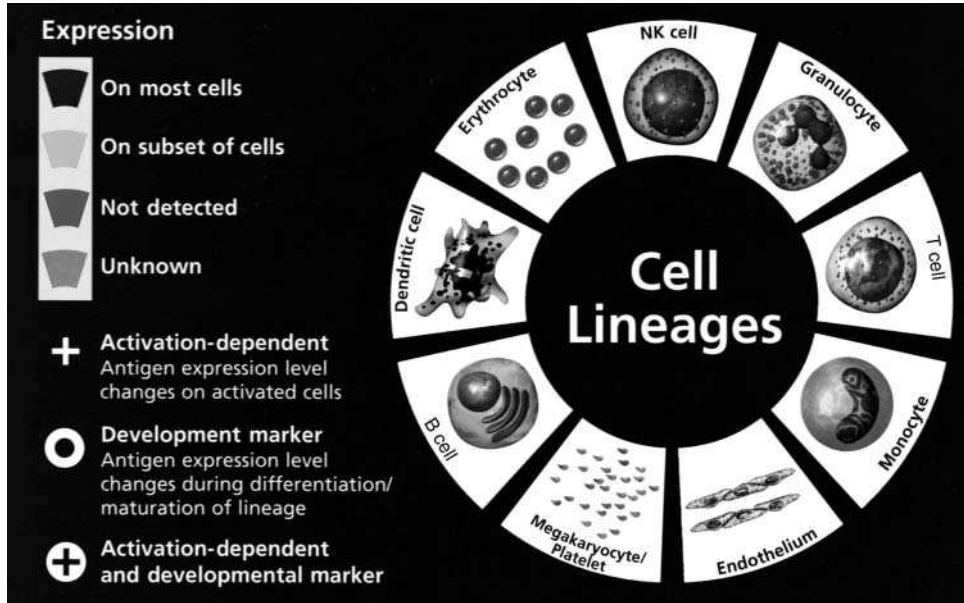 Expression
On most cells
On subset of cells
Not detected
Unknown
Activation-dependent
Antigen expression level
changes on activated cells
Development marker
Antigen expression level
changes during differentiation/
maturation of lineage
Activation-dependent
and developmental marker
NK cell
Granulocyte
T cell
Monocyte
Endothelium
Megakaryocyte/
Platelet
B cell
Dendritic cell
Erythrocyte
Cell
Lineages